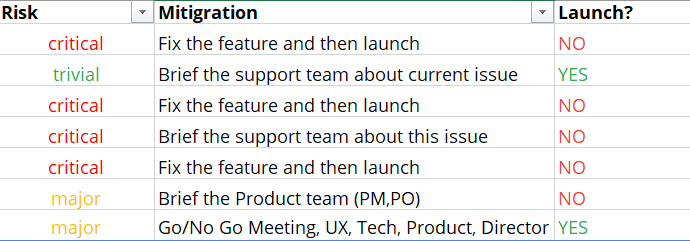 Risk Mitigration Launch?
critical Fix the feature and then launch NO
trivial Brief the support team about current issue YES
critical Fix the feature and then launch NO
critical Brief the support team about this issue NO
critical Fix the feature and then launch NO
major Brief the Product team (PM,PO) NO
major Go/No Go Meeting, UX, Tech, Product, Director YES